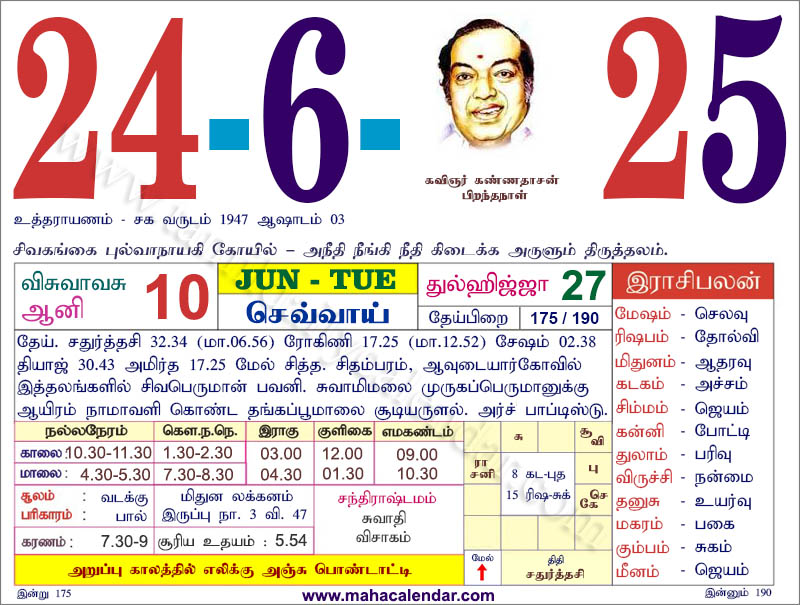 24-6- 25
கவிஞர் கண்ணதாசன்
பிறந்தநாள்
உத்தராயணம் - சக வருடம் 1947 ஆஷாடம் 03
சிவகங்கை புல்வாநாயகி கோயில் – அநீதி நீங்கி நீதி கிடைக்க அருளும் திருத்தலம்.
விசுவாவசு
ஆனி 10
JUN - TUE
செவ்வாய்
துல்ஹிஜ்ஜா 27
தேய்பிறை 175 / 190
தேய். சதுர்த்தசி 32.34 (மா.06.56) ரோகிணி 17.25 (மா.12.52) சேஷம் 02.38
தியாஜ் 30.43 அமிர்த 17.25 மேல் சித்த. சிதம்பரம், ஆவுடையார்கோவில்
இத்தலங்களில் சிவபெருமான் பவனி. சுவாமிமலை முருகப்பெருமானுக்கு
ஆயிரம் நாமாவளி கொண்ட தங்கப்பூமாலை சூடியருளல். அர்ச் பாப்டிஸ்டு.
நல்லநேரம் கௌ.ந.நெ. இராகு குளிகை எமகண்டம்
காலை: 10.30-11.30 1.30-2.30 03.00 12.00 09.00
மாலை: 4.30-5.30 7.30-8.30 04.30 01.30 10.30
சூலம் : வடக்கு
பரிகாரம் : பால்
மிதுன லக்கனம்
இருப்பு நா. 3 வி. 47
சந்திராஷ்டமம்
சுவாதி
விசாகம்
கரணம்: 7.30-9 சூரிய உதயம் : 5.54
அறுப்பு காலத்தில் எலிக்கு அஞ்சு பொண்டாட்டி
சு
சூ
வி
ரா
சனி
8 கட-புத
15 ரிஷ-சுக்
பு
செ
கே
மேல்
↑
திதி
சதுர்த்தசி
இராசிபலன்
மேஷம் - செலவு
ரிஷபம் - தோல்வி
மிதுனம் - ஆதரவு
கடகம் - அச்சம்
சிம்மம் - ஜெயம்
கன்னி - போட்டி
துலாம் - பரிவு
விருச்சி - நன்மை
தனுசு - உயர்வு
மகரம் - பகை
கும்பம் - சுகம்
மீனம் - ஜெயம்
இன்று 175
www.mahacalendar.com
இன்னும் 190